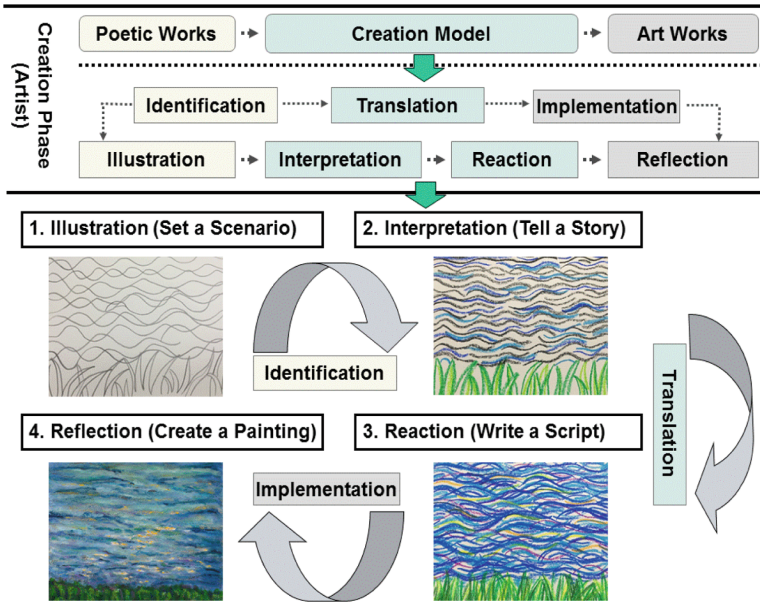 Creation Phase
(Artist)
Poetic Works
Creation Model
Art Works
Identification
Translation
Implementation
Illustration
Interpretation
Reaction
Reflection
1. Illustration (Set a Scenario)
2. Interpretation (Tell a Story)
Identification
Translation
4. Reflection (Create a Painting)
3. Reaction (Write a Script)
Implementation